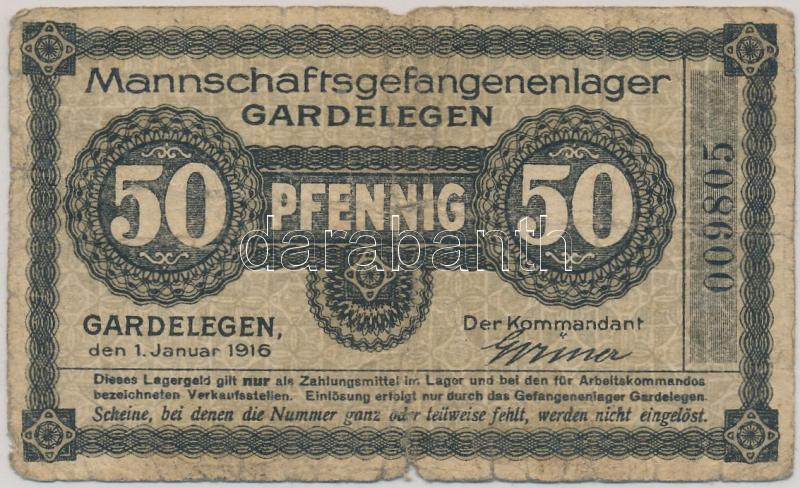 Mannschaftsgefangenenlager
GARDELEGEN
50 PFENNIG 50
009805
darabanth
GARDELEGEN,
den 1. Januar 1916
Der Kommandant
Dieses Lagergeld gilt nur als Zahlungsmittel im Lager und bei den für Arbeitskommandos
bezeichneten Verkaufsstellen. Einlösung erfolgt nur durch das Gefangenenlager Gardelegen.
Scheine, bei denen die Nummer ganz oder teilweise fehlt, werden nicht eingelöst.